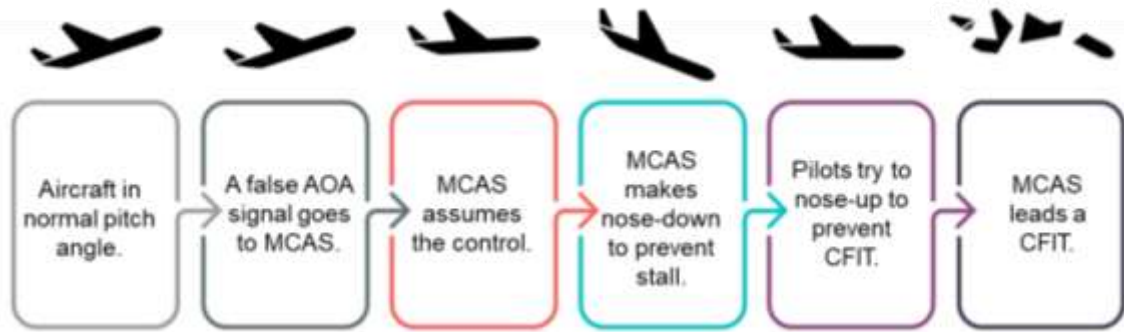 Aircraft in
normal pitch
angle.
A false AOA
signal goes
to MCAS.
MCAS
assumes
the control.
MCAS
makes
nose-down
to prevent
stall.
Pilots try to
nose-up to
prevent
CFIT.
MCAS
leads a
CFIT.